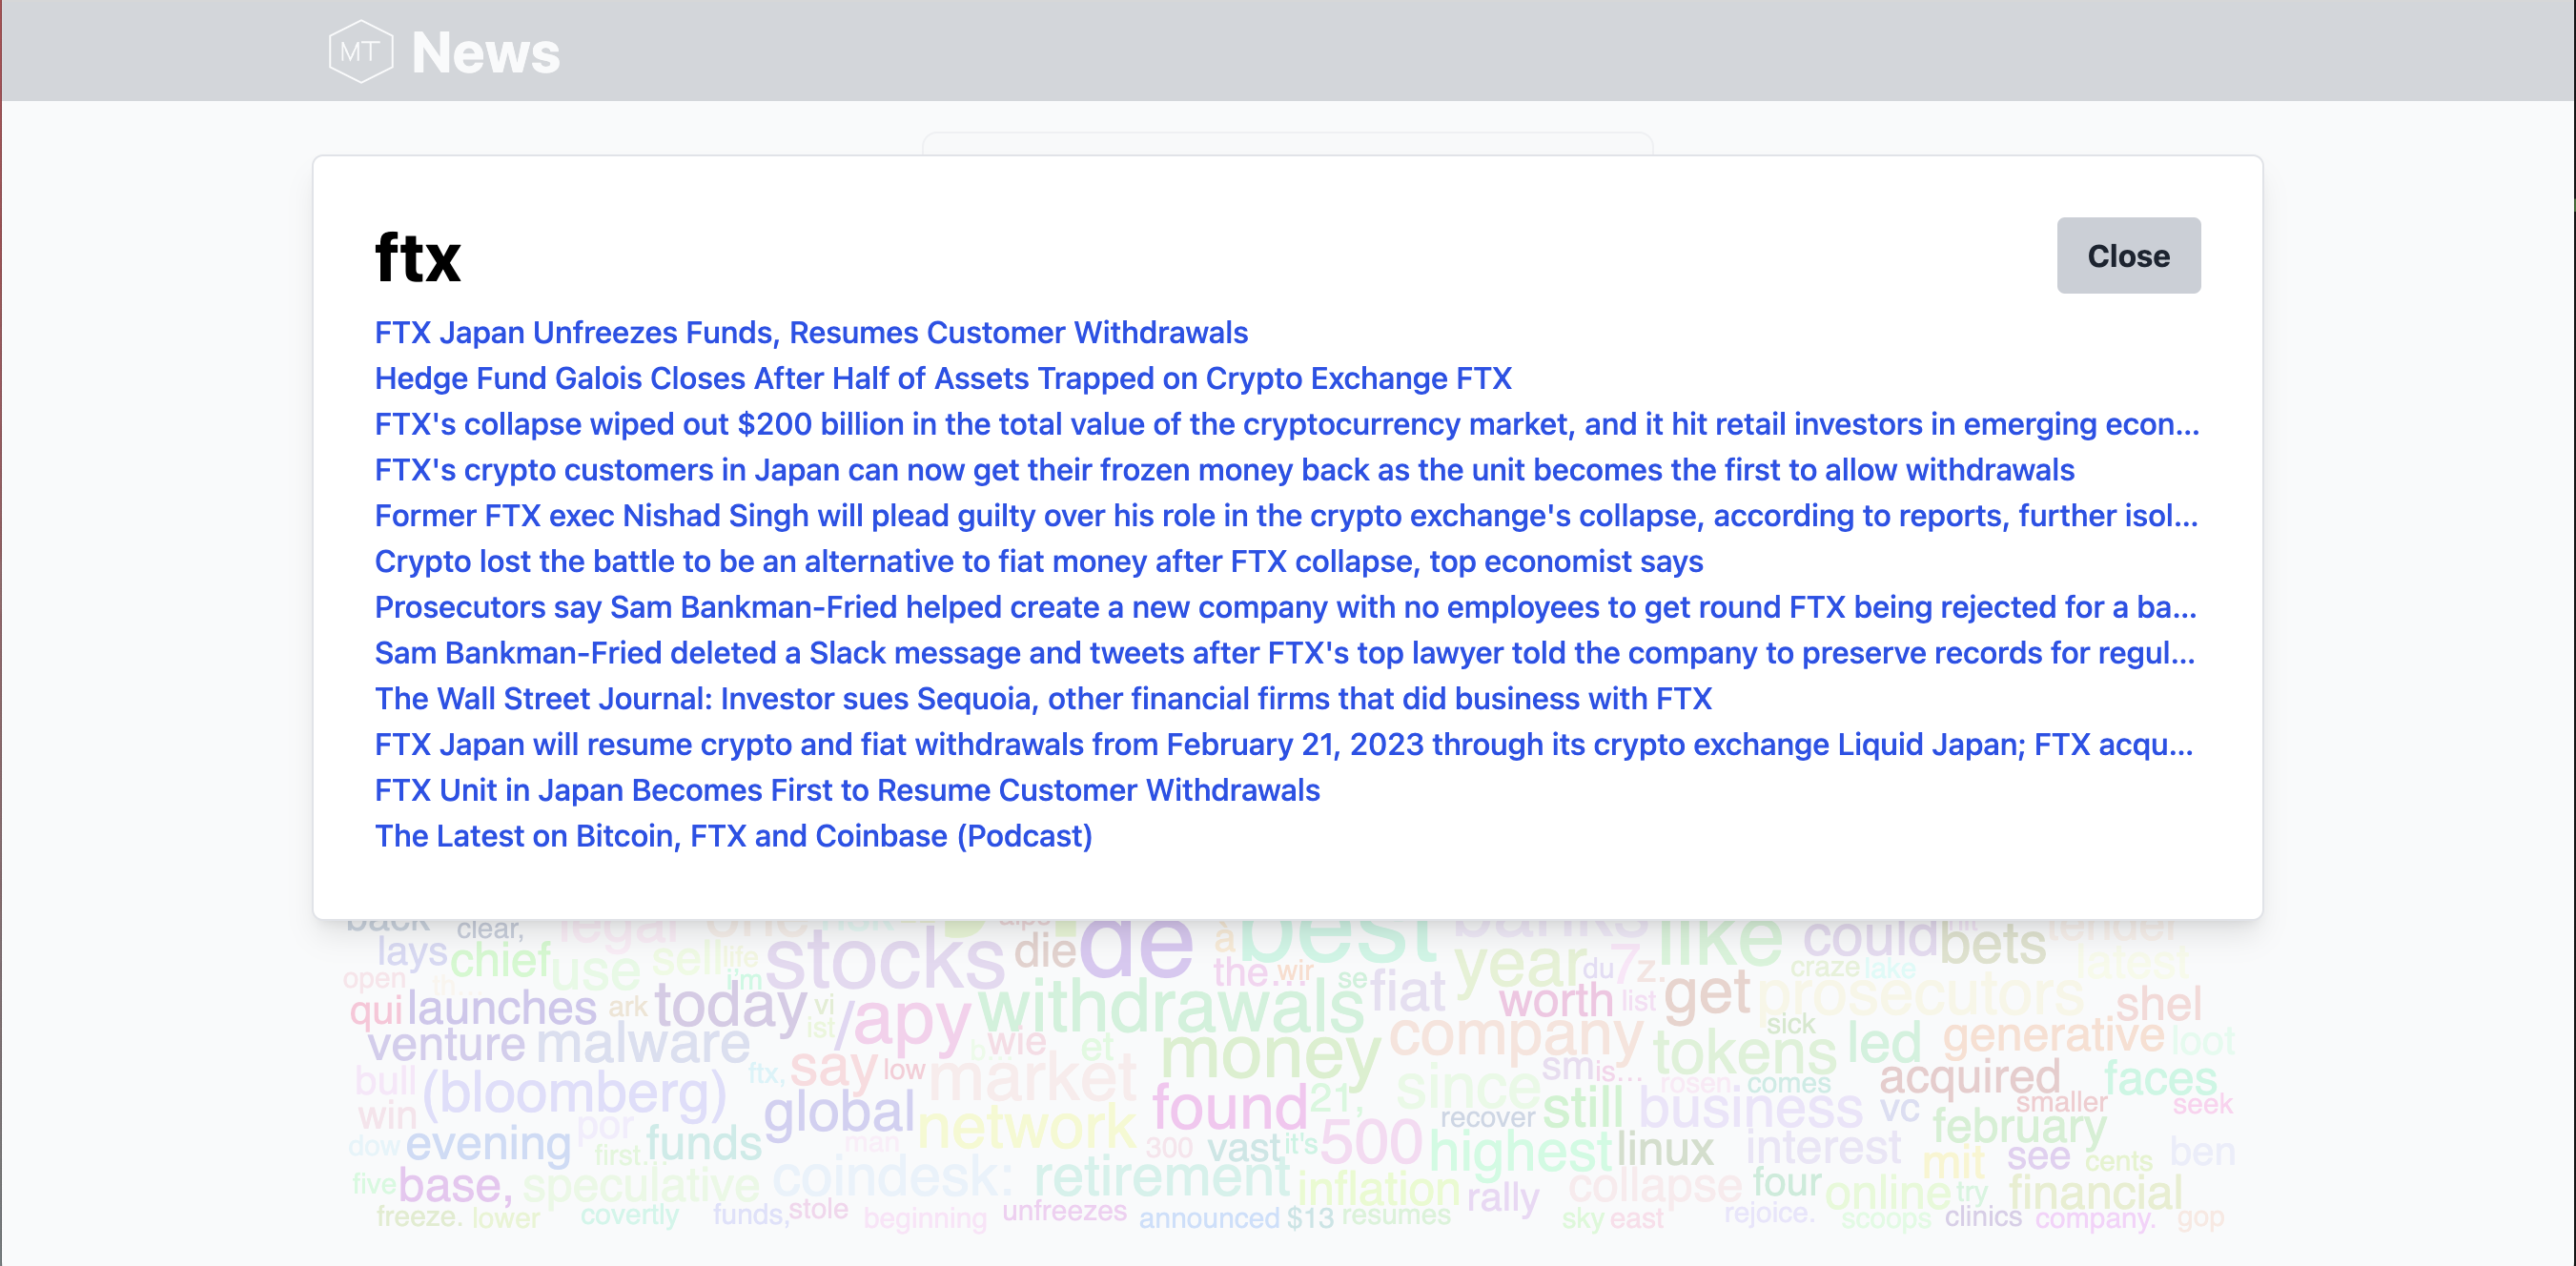 MT News
ftx
Close
FTX Japan Unfreezes Funds, Resumes Customer Withdrawals
Hedge Fund Galois Closes After Half of Assets Trapped on Crypto Exchange FTX
FTX's collapse wiped out $200 billion in the total value of the cryptocurrency market, and it hit retail investors in emerging econ...
FTX's crypto customers in Japan can now get their frozen money back as the unit becomes the first to allow withdrawals
Former FTX exec Nishad Singh will plead guilty over his role in the crypto exchange's collapse, according to reports, further isol...
Crypto lost the battle to be an alternative to fiat money after FTX collapse, top economist says
Prosecutors say Sam Bankman-Fried helped create a new company with no employees to get round FTX being rejected for a ba...
Sam Bankman-Fried deleted a Slack message and tweets after FTX's top lawyer told the company to preserve records for regul...
The Wall Street Journal: Investor sues Sequoia, other financial firms that did business with FTX
FTX Japan will resume crypto and fiat withdrawals from February 21, 2023 through its crypto exchange Liquid Japan; FTX acqu...
FTX Unit in Japan Becomes First to Resume Customer Withdrawals
The Latest on Bitcoin, FTX and Coinbase (Podcast)
back clear, legal one de à best banks like could bets tender
lays chief use sell life stocks die the... wir se year du 7 z. craze lake latest
open th... i'm fiat worth list get prosecutors shel
qui launches ark today vi ist /apy withdrawals company sick generative loot
venture malware b... wie et money tokens led
bull (bloomberg) ftx, say low market since sm is... rosen comes acquired faces
win global network found 21, recover still business vc smaller seek
dow evening por first... funds man 300 vast it's 500 highest linux interest february mit see cents ben
five base, speculative coindesk: retirement inflation rally collapse four online try financial
freeze. lower covertly funds, stole beginning unfreezes announced $13 resumes sky east rejoice. scoops clinics company. gop